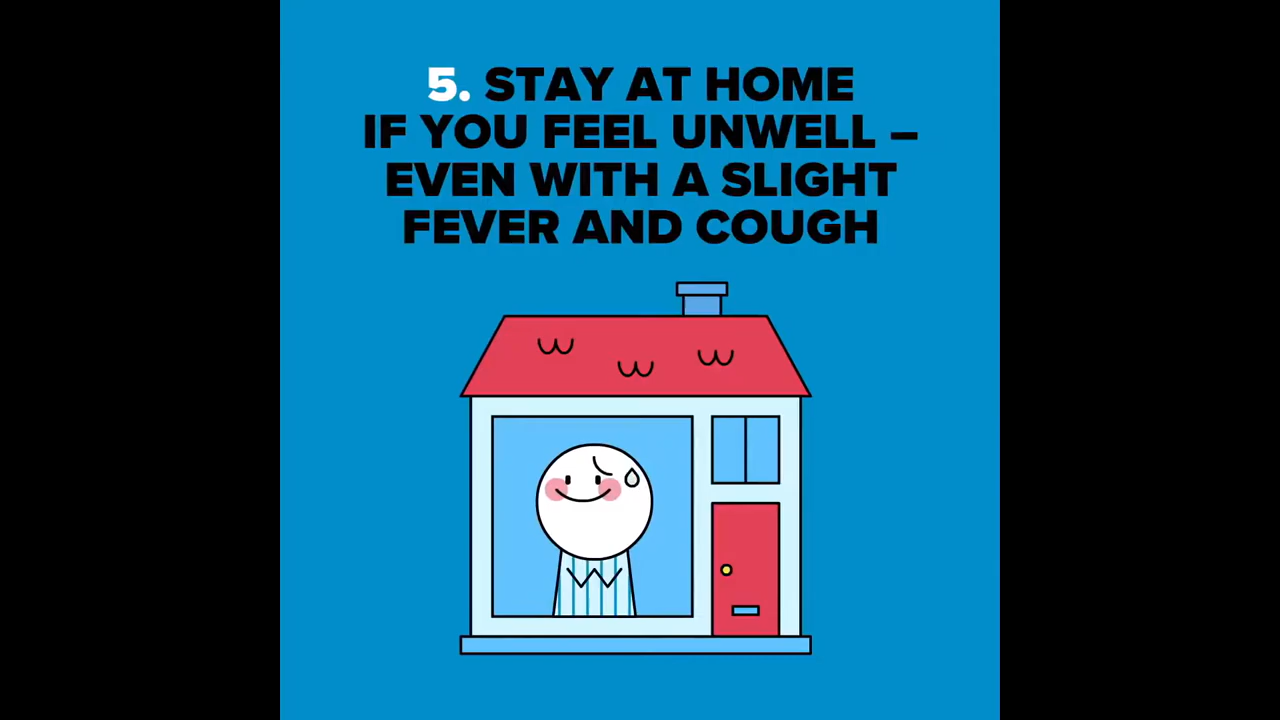 5. STAY AT HOME
IF YOU FEEL UNWELL –
EVEN WITH A SLIGHT
FEVER AND COUGH